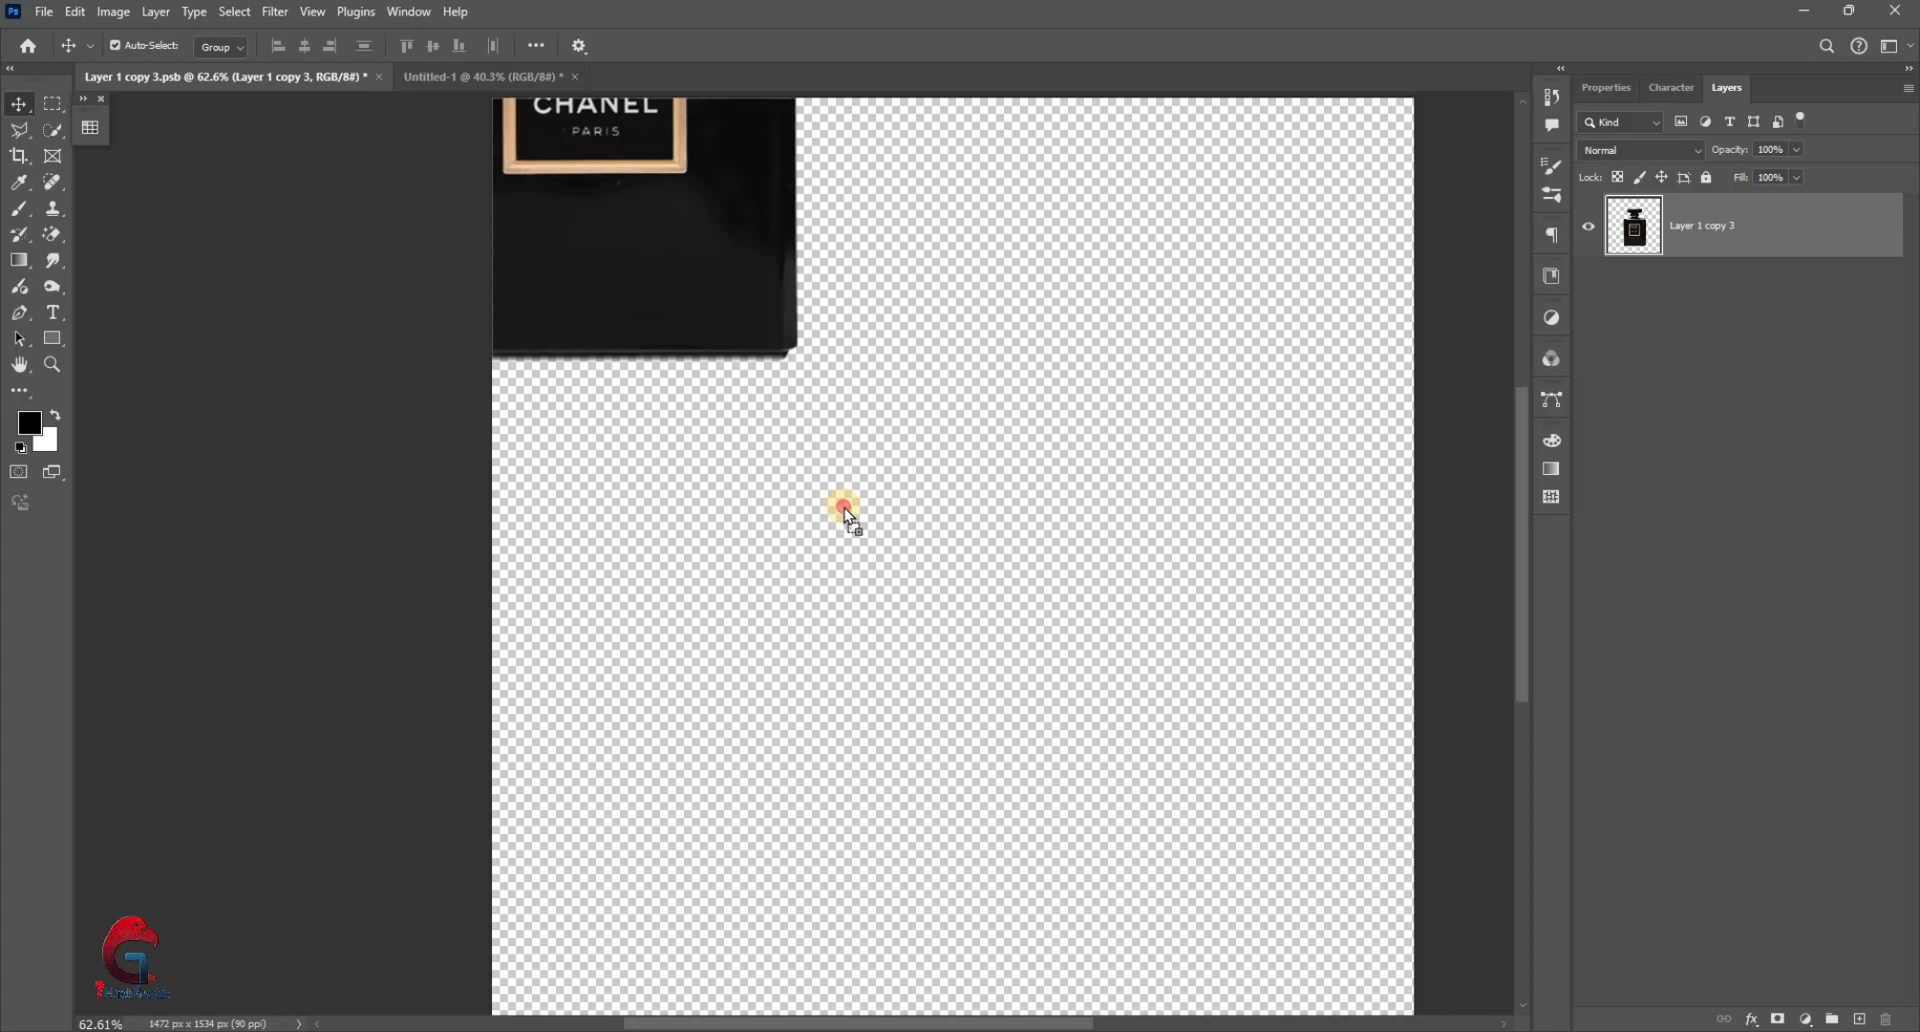 Ps File Edit Image Layer Type Select Filter View Plugins Window Help
Auto-Select: Group
Layer 1 copy 3.psb @ 62.6% (Layer 1 copy 3, RGB/8#) * × Untitled-1 @ 40.3% (RGB/8#) * ×
Properties Character Layers
Kind
Normal Opacity: 100%
Lock: Fill: 100%
Layer 1 copy 3
CHANEL
PARIS
62.61% 1472 px x 1534 px (90 ppi)